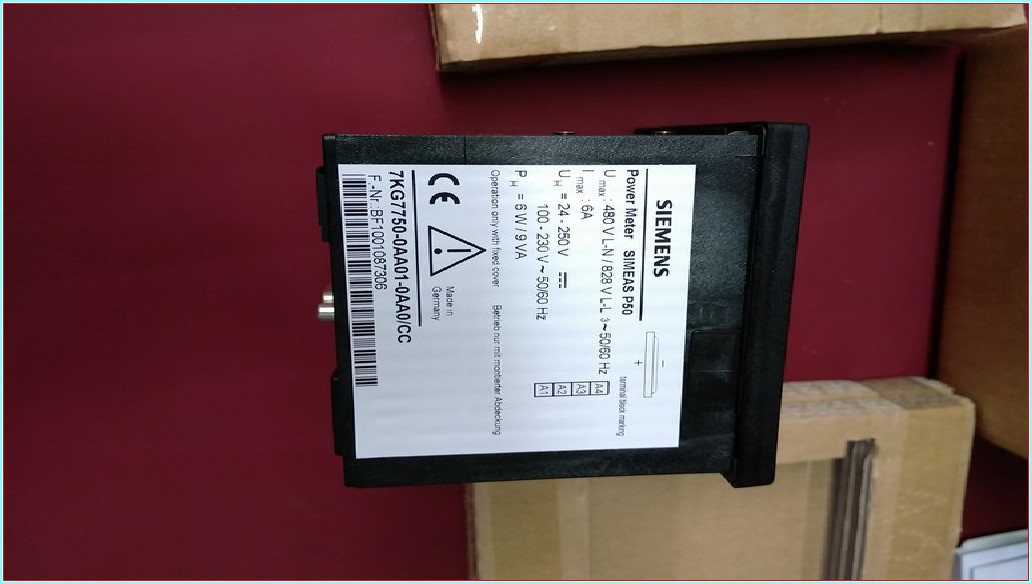 SIEMENS
Power Meter SIMEAS P50
U max : 480 V L-N / 828 V L-L 3~50/60 Hz
I max : 6A
U H = 24 - 250 V ⎓
100 - 230 V ~ 50/60 Hz
P H = 6 W / 9 VA
- +
terminal block marking
A4
A3
A2
A1
Operation only with fixed cover Betrieb nur mit montierter Abdeckung
CE
Made in
Germany
7KG7750-0AA01-0AA0/CC
F.-Nr.:BF1001087306